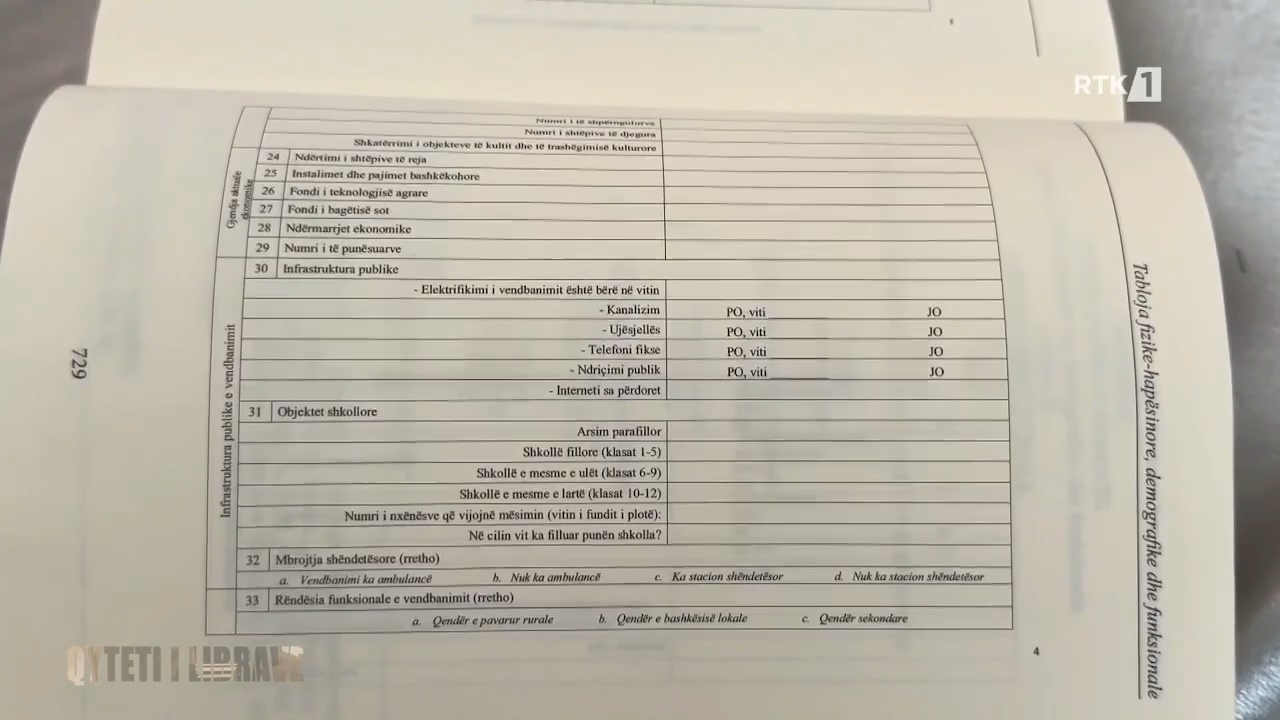 RTK 1
Numri i të shpërngulurve
Numri i shtëpive të djegura
Shkatërrimi i objekteve të kultit dhe të trashëgimisë kulturore
Gjendja aktuale ekonomike
24 Ndërtimi i shtëpive të reja
25 Instalimet dhe pajimet bashkëkohore
26 Fondi i teknologjisë agrare
27 Fondi i bagëtisë sot
28 Ndërmarrjet ekonomike
29 Numri i të punësuarve
Infrastruktura publike e vendbanimit
30 Infrastruktura publike
- Elektrifikimi i vendbanimit është bërë në vitin
- Kanalizim PO, viti ______ JO
- Ujësjellës PO, viti ______ JO
- Telefoni fikse PO, viti ______ JO
- Ndriçimi publik PO, viti ______ JO
- Interneti sa përdoret
31 Objektet shkollore
Arsim parafillor
Shkollë fillore (klasat 1-5)
Shkollë e mesme e ulët (klasat 6-9)
Shkollë e mesme e lartë (klasat 10-12)
Numri i nxënësve që vijojnë mësimin (vitin i fundit i plotë):
Në cilin vit ka filluar punën shkolla?
32 Mbrojtja shëndetësore (rretho)
a. Vendbanimi ka ambulancë b. Nuk ka ambulancë c. Ka stacion shëndetësor d. Nuk ka stacion shëndetësor
33 Rëndësia funksionale e vendbanimit (rretho)
a. Qendër e pavarur rurale b. Qendër e bashkësisë lokale c. Qendër sekondare
4
729
Tabloja fizike-hapësinore, demografike dhe funksionale
QYTETI I LIBRAVE